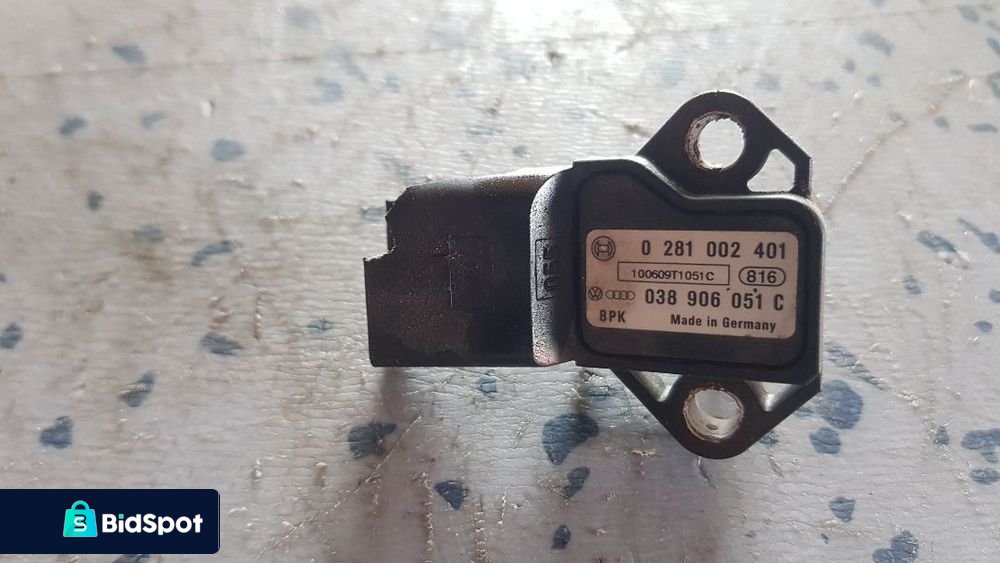 0 281 002 401
100609T1051C 816
038 906 051 C
BPK Made in Germany
BidSpot